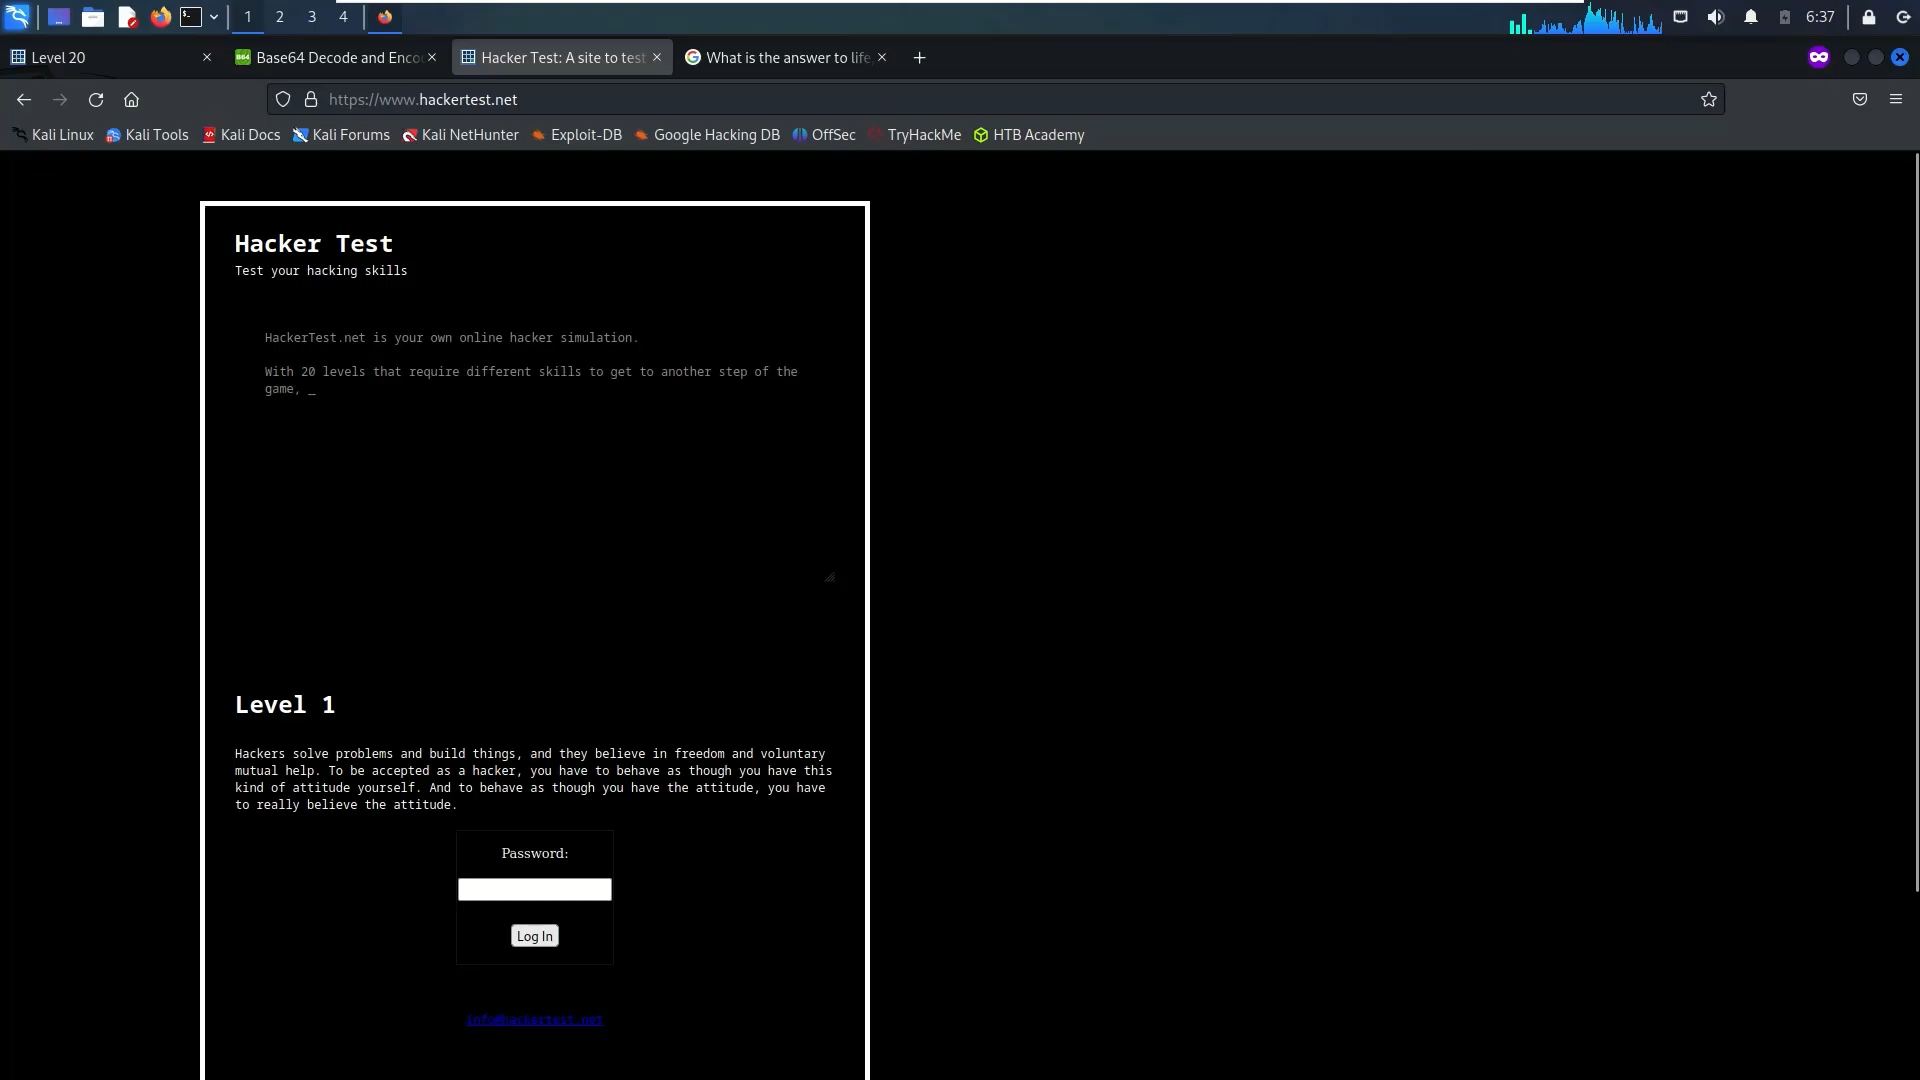 1 2 3 4 6:37
Level 20
Base64 Decode and Enco
Hacker Test: A site to test
What is the answer to life,
https://www.hackertest.net
Kali Linux Kali Tools Kali Docs Kali Forums Kali NetHunter Exploit-DB Google Hacking DB OffSec TryHackMe HTB Academy
Hacker Test
Test your hacking skills
HackerTest.net is your own online hacker simulation.
With 20 levels that require different skills to get to another step of the
game, _
Level 1
Hackers solve problems and build things, and they believe in freedom and voluntary
mutual help. To be accepted as a hacker, you have to behave as though you have this
kind of attitude yourself. And to behave as though you have the attitude, you have
to really believe the attitude.
Password:
Log In
info@hackertest.net